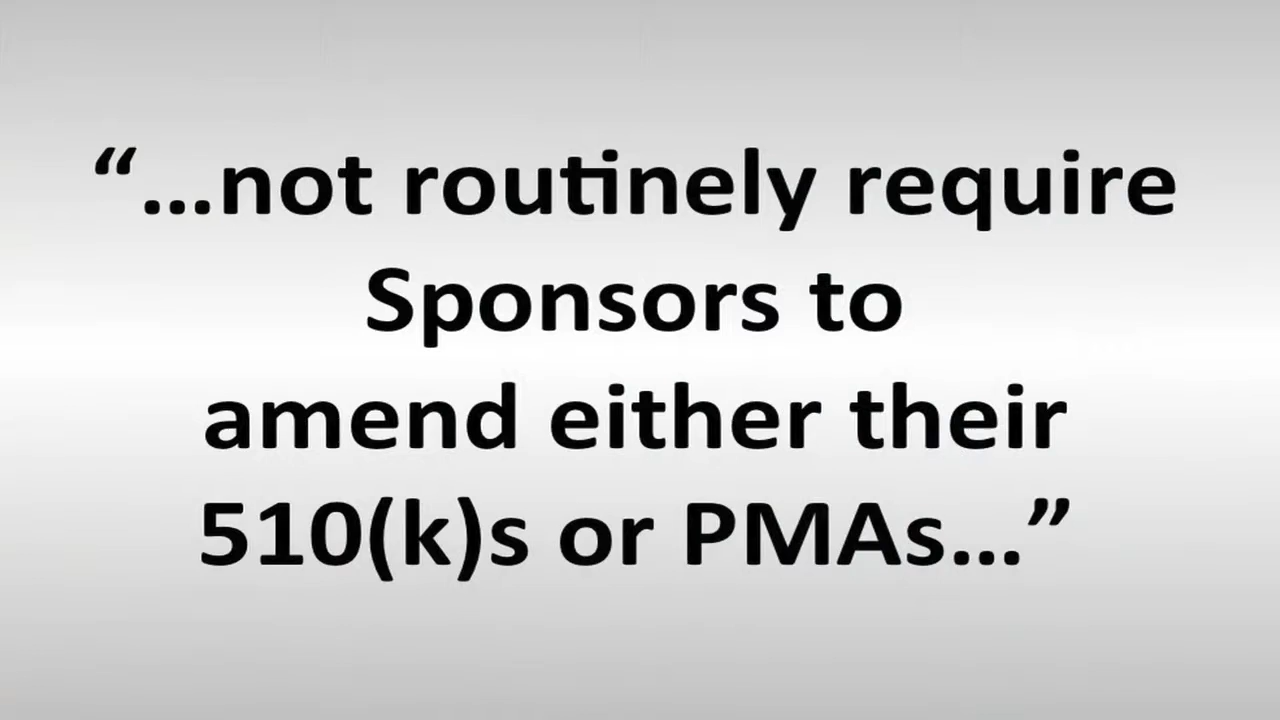 “...not routinely require
Sponsors to
amend either their
510(k)s or PMAs...”